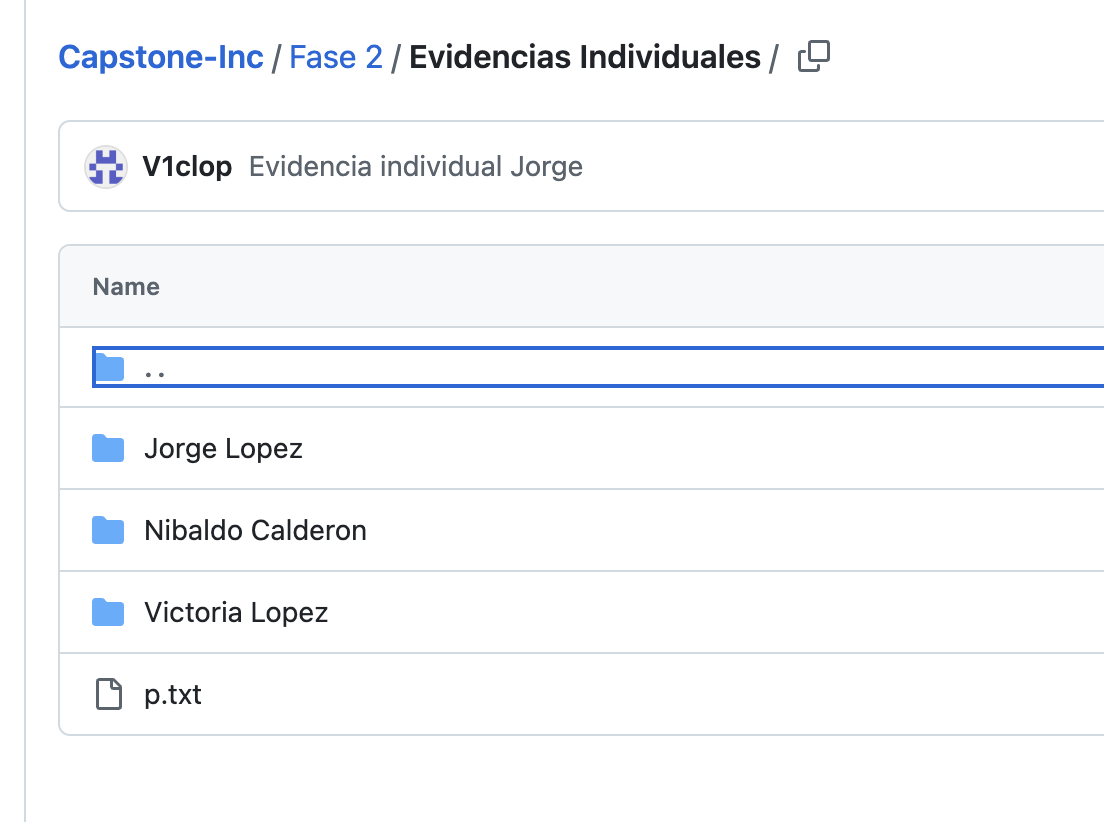 Capstone-Inc / Fase 2 / Evidencias Individuales /
V1clop Evidencia individual Jorge
Name
..
Jorge Lopez
Nibaldo Calderon
Victoria Lopez
p.txt